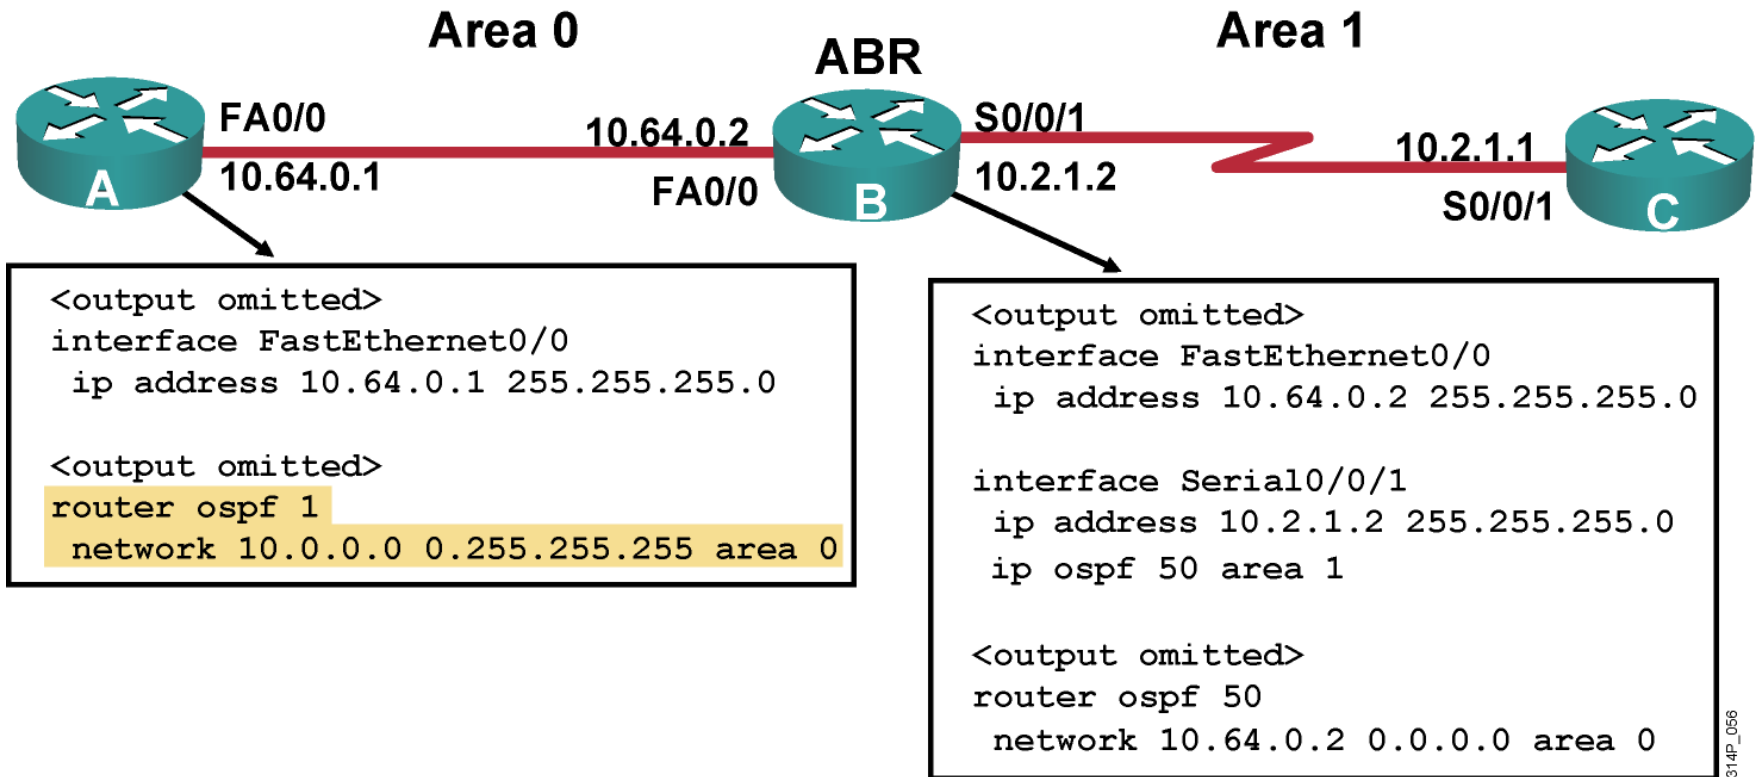 Area 0
Area 1
ABR
FA0/0
10.64.0.1
10.64.0.2
FA0/0
S0/0/1
10.2.1.2
10.2.1.1
S0/0/1
A
B
C
<output omitted>
interface FastEthernet0/0
ip address 10.64.0.1 255.255.255.0
<output omitted>
router ospf 1
network 10.0.0.0 0.255.255.255 area 0
<output omitted>
interface FastEthernet0/0
ip address 10.64.0.2 255.255.255.0
interface Serial0/0/1
ip address 10.2.1.2 255.255.255.0
ip ospf 50 area 1
<output omitted>
router ospf 50
network 10.64.0.2 0.0.0.0 area 0
314P_056